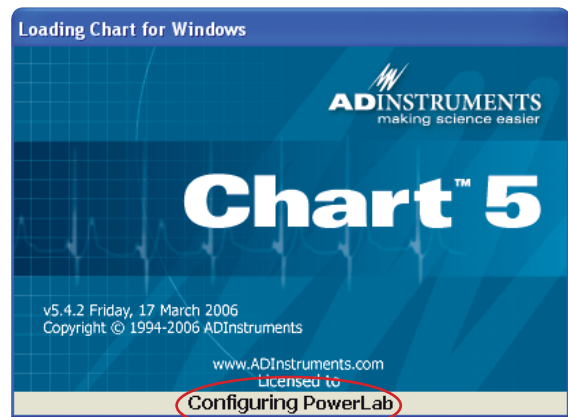 Loading Chart for Windows
ADINSTRUMENTS
making science easier
Chart™ 5
v5.4.2 Friday, 17 March 2006
Copyright © 1994-2006 ADInstruments
www.ADInstruments.com
Licensed to
Configuring PowerLab